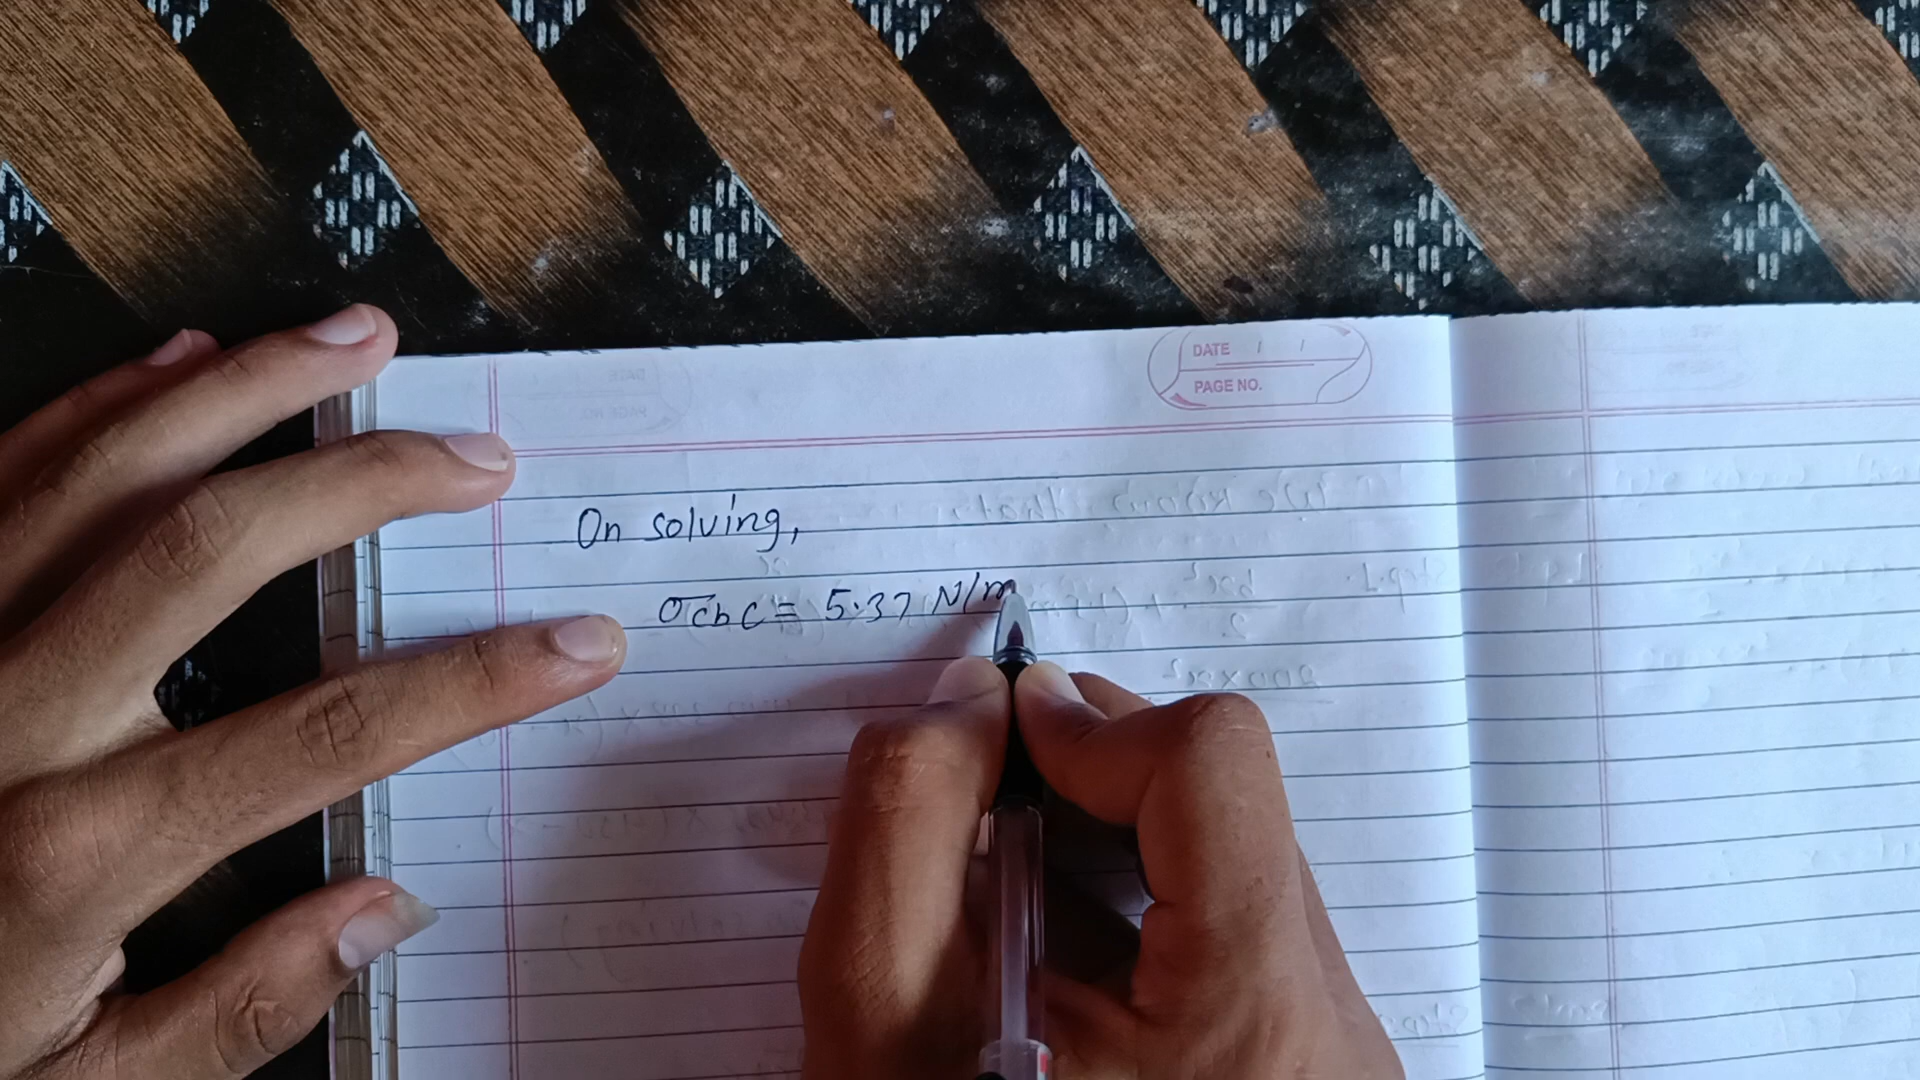 DATE / /
PAGE NO.
On solving,
σcbc = 5.37 N/m